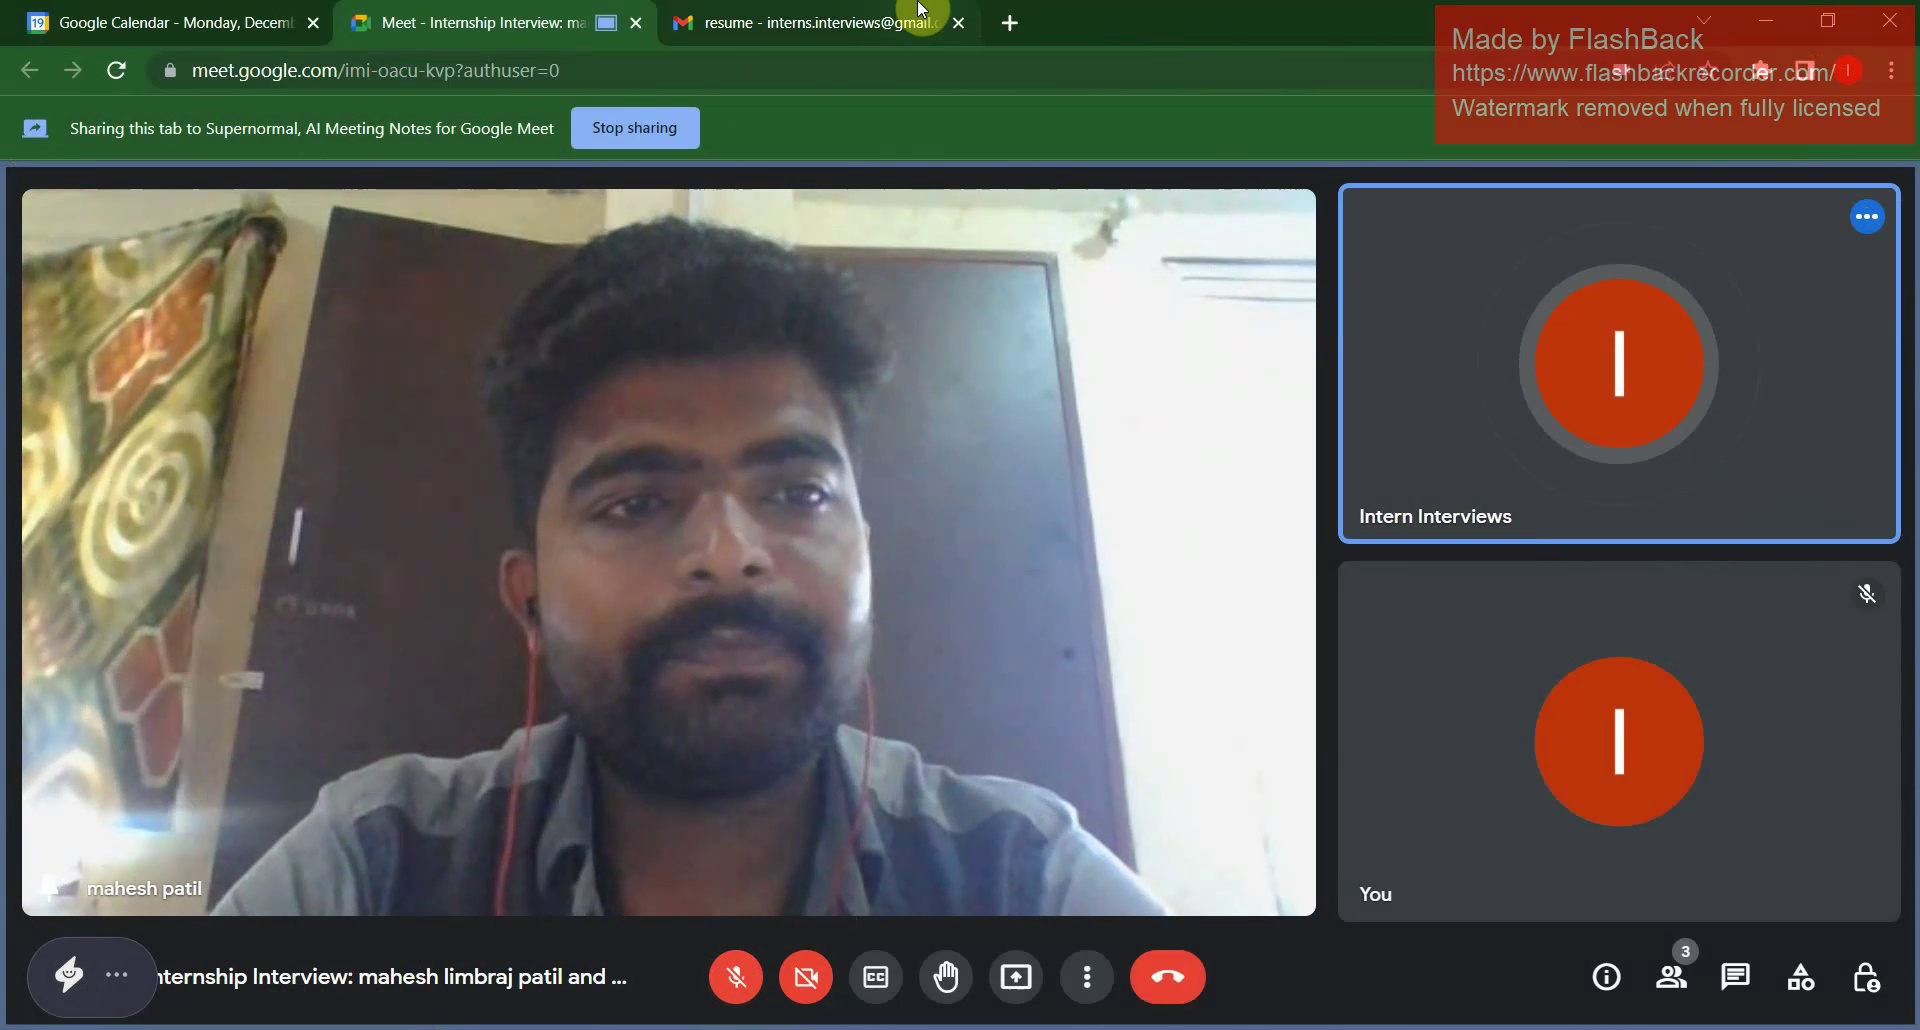 Google Calendar - Monday, Decem
Meet - Internship Interview: ma
resume - interns.interviews@gmail.c
meet.google.com/imi-oacu-kvp?authuser=0
Made by FlashBack
https://www.flashbackrecorder.com/
Watermark removed when fully licensed
Sharing this tab to Supernormal, AI Meeting Notes for Google Meet
Stop sharing
I
Intern Interviews
I
You
mahesh patil
nternship Interview: mahesh limbraj patil and ...
CC
3
19
I